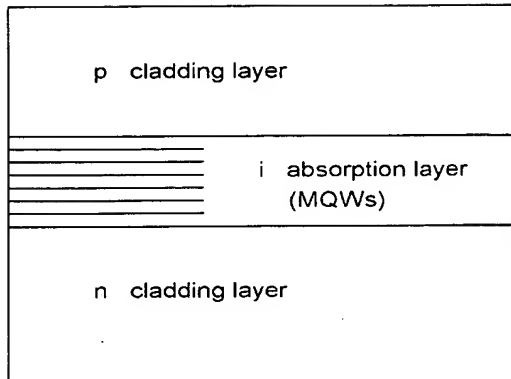 p cladding layer
i absorption layer
(MQWs)
n cladding layer